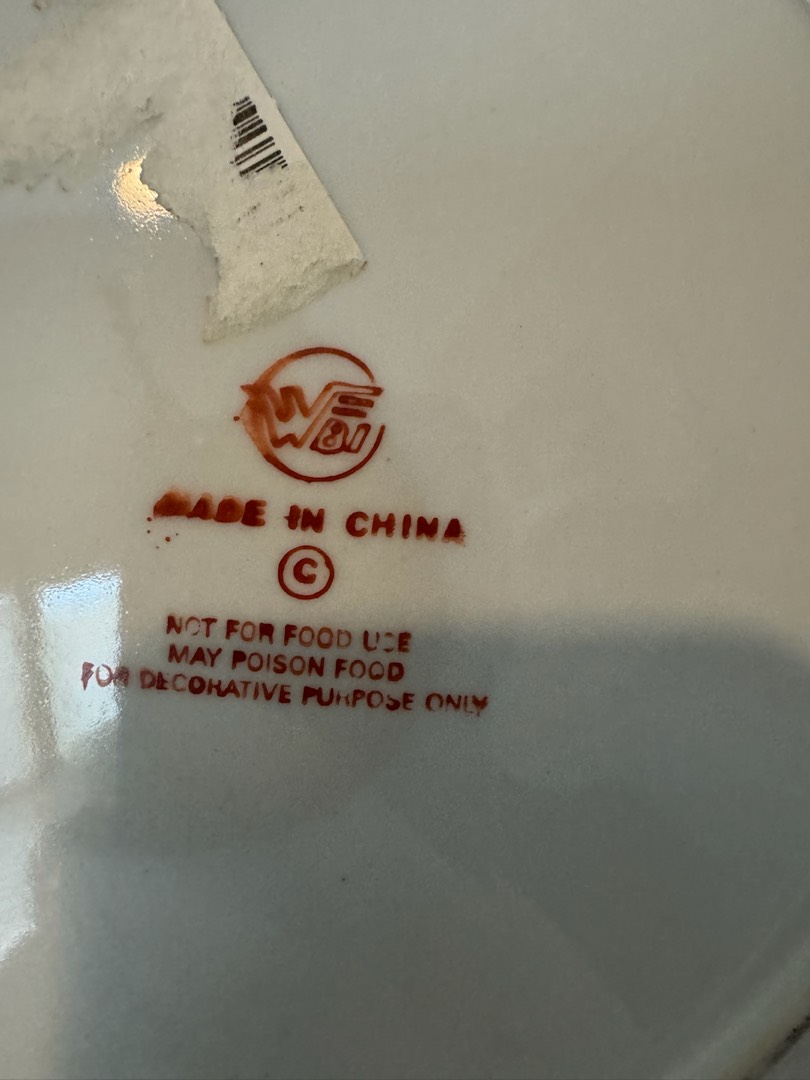 MADE IN CHINA
©
NOT FOR FOOD USE
MAY POISON FOOD
FOR DECORATIVE PURPOSE ONLY